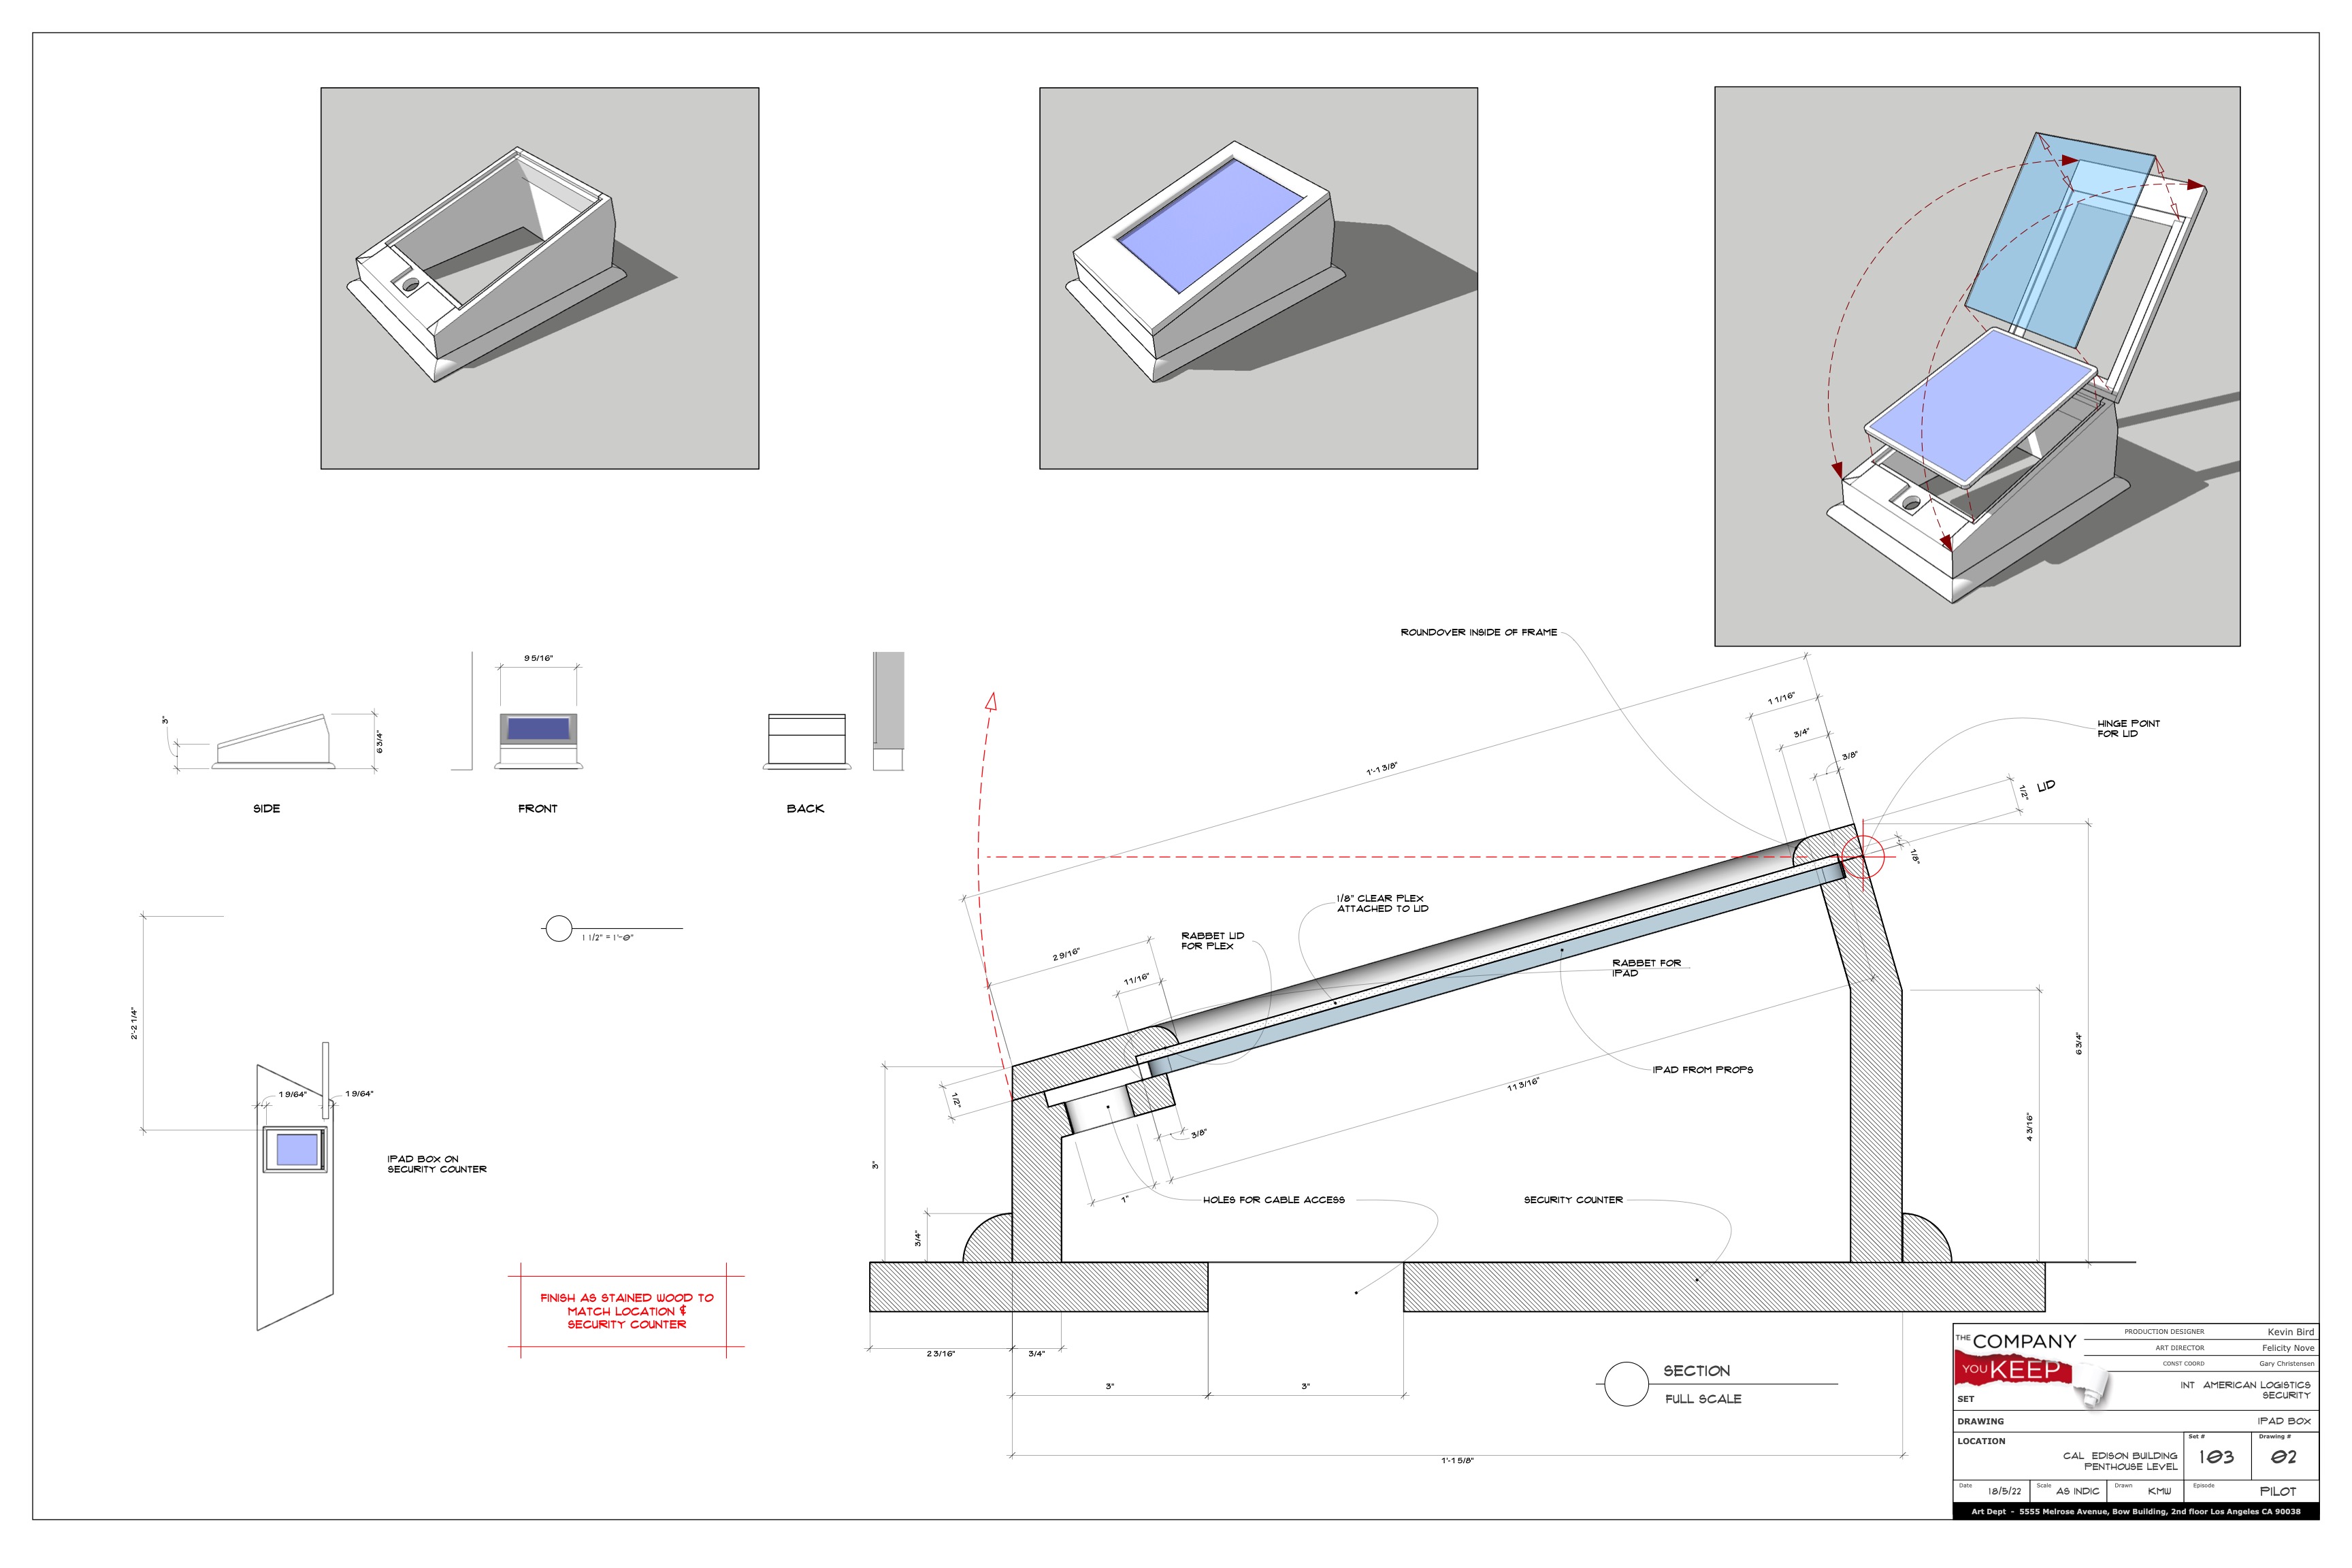 ROUNDOVER INSIDE OF FRAME
9 5/16"
3"
6 3/4"
SIDE
FRONT
BACK
1 1/16"
3/4"
3/8"
HINGE POINT
FOR LID
1/2"
LID
1/8"
1'-1 3/8"
1/8" CLEAR PLEX
ATTACHED TO LID
RABBET LID
FOR PLEX
RABBET FOR
IPAD
2 9/16"
11/16"
1 1/2" = 1'-0"
2'-2 1/4"
1 9/64"
1 9/64"
IPAD BOX ON
SECURITY COUNTER
1/2"
3"
3/4"
3/8"
1"
11 3/16"
IPAD FROM PROPS
6 3/4"
4 3/16"
HOLES FOR CABLE ACCESS
SECURITY COUNTER
FINISH AS STAINED WOOD TO
MATCH LOCATION &
SECURITY COUNTER
2 3/16"
3/4"
3"
3"
1'-1 5/8"
SECTION
FULL SCALE
THE COMPANY
YOU KEEP
PRODUCTION DESIGNER Kevin Bird
ART DIRECTOR Felicity Nove
CONST COORD Gary Christensen
SET
INT AMERICAN LOGISTICS
SECURITY
DRAWING IPAD BOX
LOCATION
CAL EDISON BUILDING
PENTHOUSE LEVEL
Set #
103
Drawing #
02
Date 18/5/22
Scale AS INDIC
Drawn KMW
Episode PILOT
Art Dept - 5555 Melrose Avenue, Bow Building, 2nd floor Los Angeles CA 90038